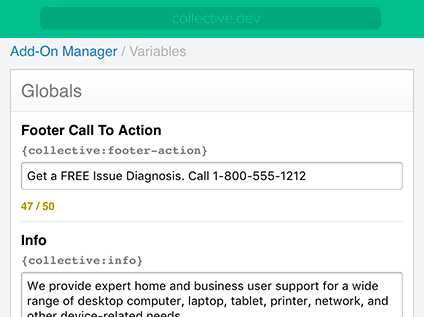 collective.dev
Add-On Manager / Variables
Globals
Footer Call To Action
{collective:footer-action}
Get a FREE Issue Diagnosis. Call 1-800-555-1212
47 / 50
Info
{collective:info}
We provide expert home and business user support for a wide
range of desktop computer, laptop, tablet, printer, network, and
other device-related needs